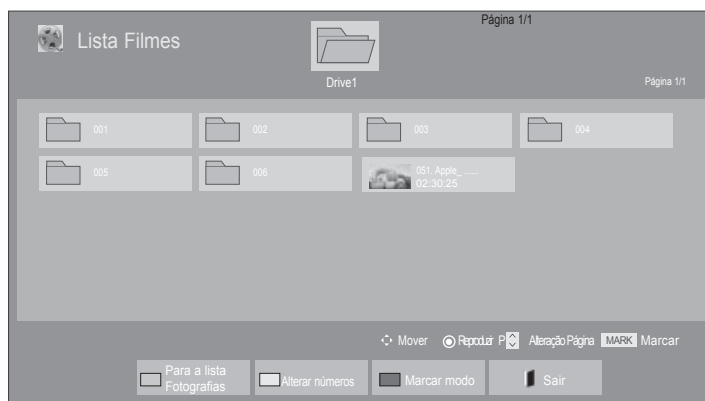 Página 1/1
Lista Filmes
Drive1
Página 1/1
001 002 003 004
005 006 051. Apple_ ......
02:30:25
Mover Reproduzir P Alteração Página MARK Marcar
Para a lista
Fotografias
Alterar números
Marcar modo
Sair